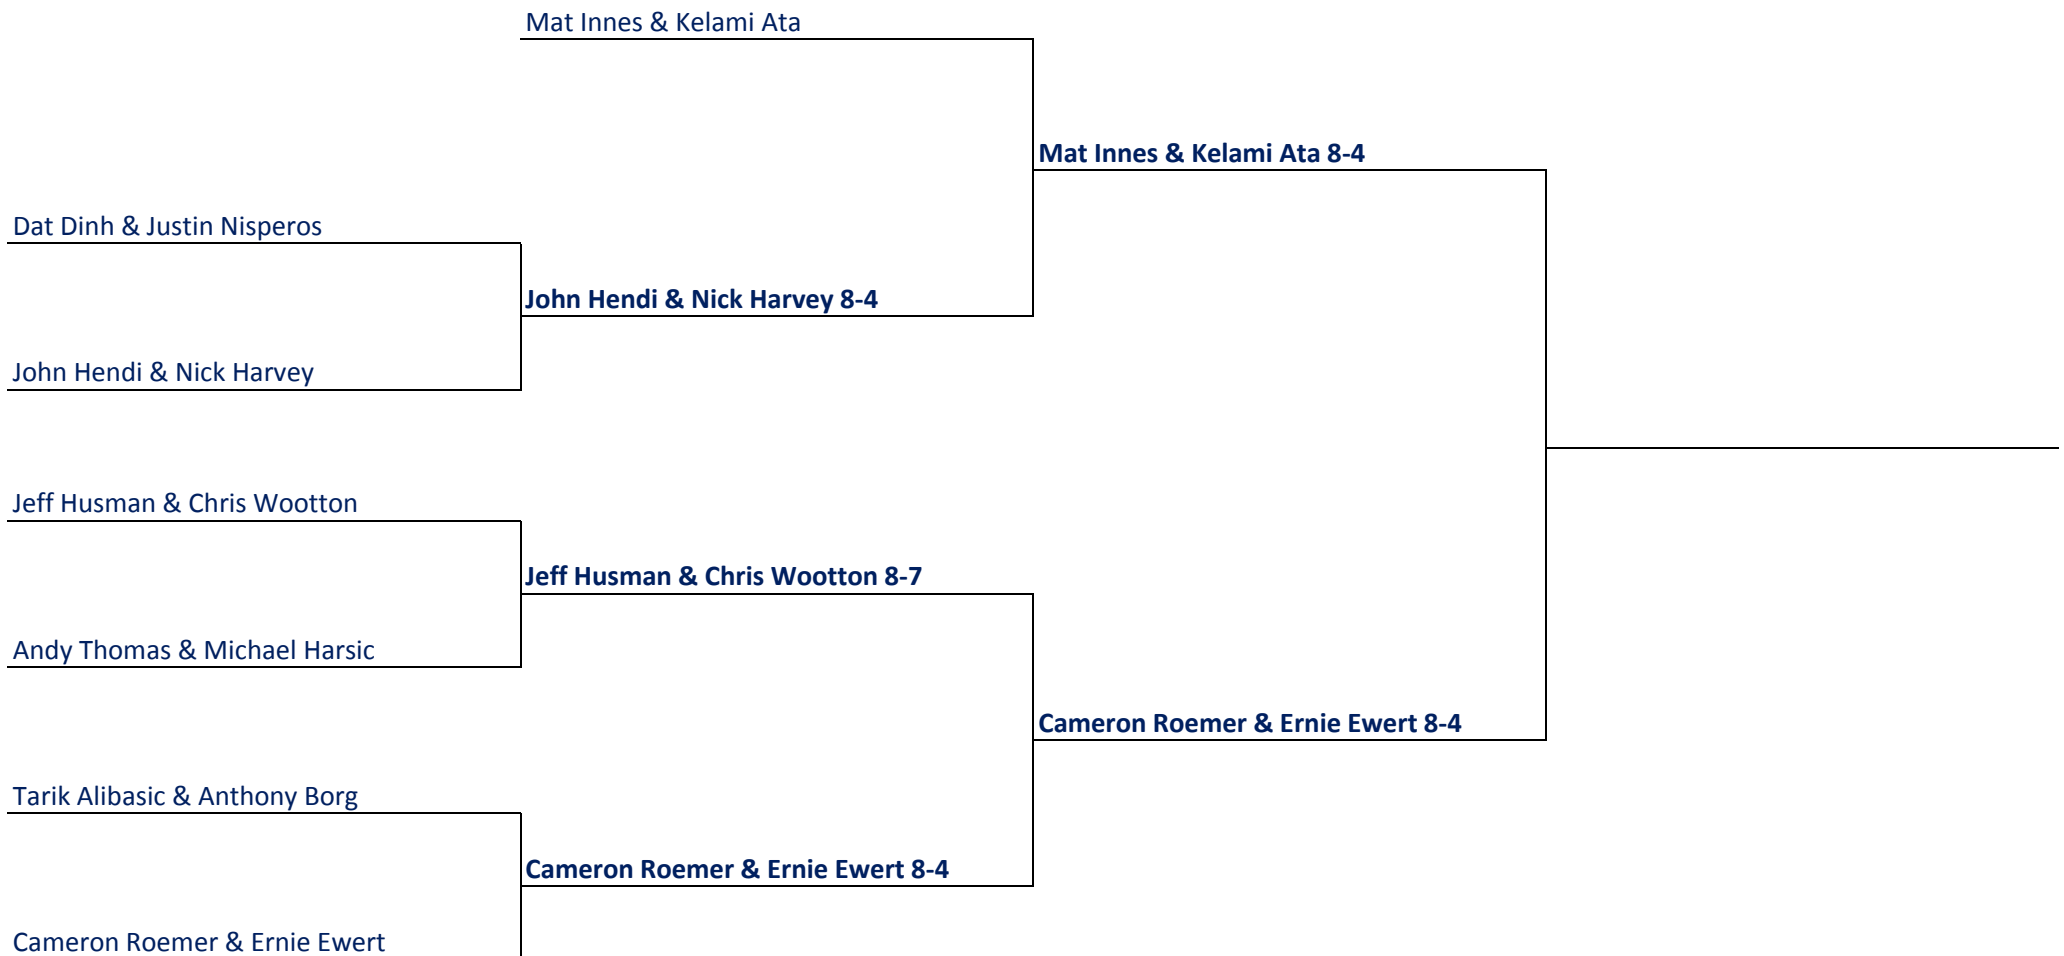 Mat Innes & Kelami Ata
Mat Innes & Kelami Ata 8-4
Dat Dinh & Justin Nisperos
John Hendi & Nick Harvey 8-4
John Hendi & Nick Harvey
Jeff Husman & Chris Wootton
Jeff Husman & Chris Wootton 8-7
Andy Thomas & Michael Harsic
Cameron Roemer & Ernie Ewert 8-4
Tarik Alibasic & Anthony Borg
Cameron Roemer & Ernie Ewert 8-4
Cameron Roemer & Ernie Ewert